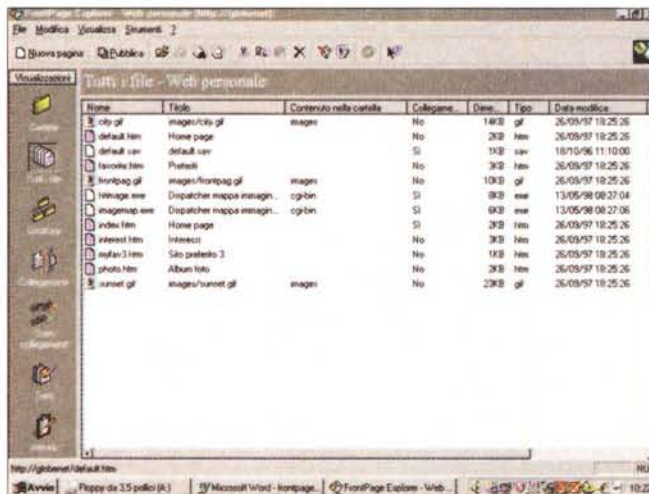 FrontPage Explorer - Web personale [http://globenet]
File Modifica Visualizza Strumenti ?
Nuova pagina Pubblica
Visualizzazioni
Tutti i file - Web personale
Nome Titolo Contenuto nella cartella Collegame... Dime... Tipo Data modifica
city.gif images/city.gif images No 14KB gif 26/09/97 18:25:26
default.htm Home page No 2KB htm 26/09/97 18:25:26
default.sav default.sav Sì 1KB sav 18/10/96 11:10:00
favorite.htm Preferiti No 3KB htm 26/09/97 18:25:26
frontpag.gif images/frontpag.gif images No 10KB gif 26/09/97 18:25:26
htimage.exe Dispatcher mappa immagin... cgi-bin Sì 8KB exe 13/05/98 08:27:04
imagemap.exe Dispatcher mappa immagin... cgi-bin Sì 6KB exe 13/05/98 08:27:06
index.htm Home page Sì 2KB htm 26/09/97 18:25:26
interest.htm Interessi No 3KB htm 26/09/97 18:25:26
myfav3.htm Sito preferito 3 No 1KB htm 26/09/97 18:25:26
photo.htm Album foto No 2KB htm 26/09/97 18:25:26
sunset.gif images/sunset.gif images No 23KB gif 26/09/97 18:25:26
Cartelle
Tutti i file
Struttura
Collegamenti
Stato
collegamenti
Temi
Attività
http://globenet/default.htm
Avvio Floppy da 3,5 pollici (A:) Microsoft Word - frontpage... FrontPage Explorer - Web...